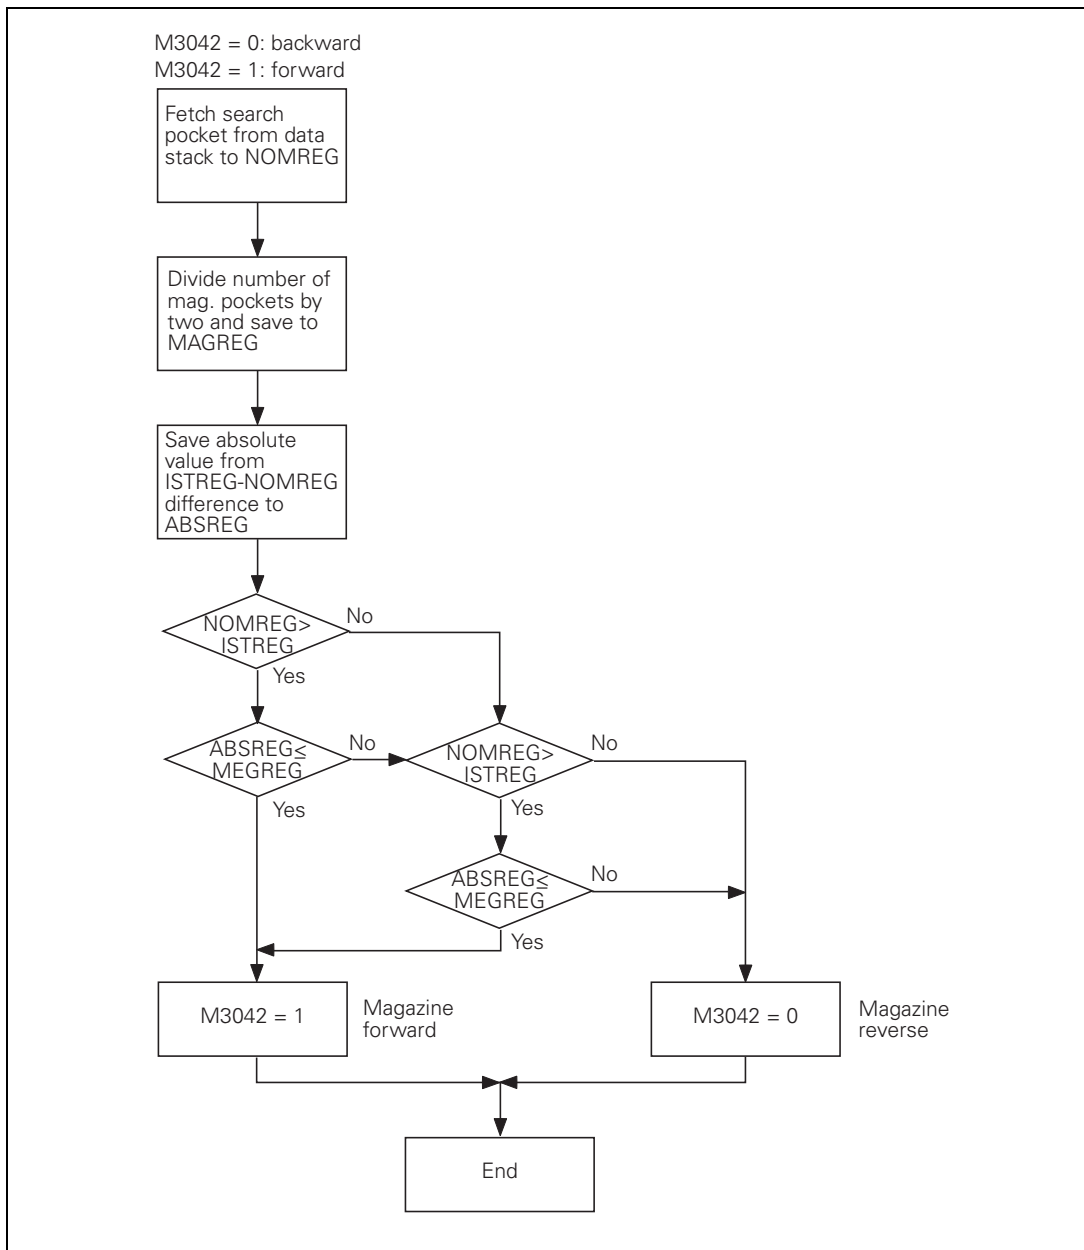 M3042 = 0: backward
M3042 = 1: forward
Fetch search
pocket from data
stack to NOMREG
Divide number of
mag. pockets by
two and save to
MAGREG
Save absolute
value from
ISTREG-NOMREG
difference to
ABSREG
NOMREG>
ISTREG
No
Yes
ABSREG≤
MEGREG
No
Yes
NOMREG>
ISTREG
No
Yes
ABSREG≤
MEGREG
No
Yes
M3042 = 1
Magazine
forward
M3042 = 0
Magazine
reverse
End